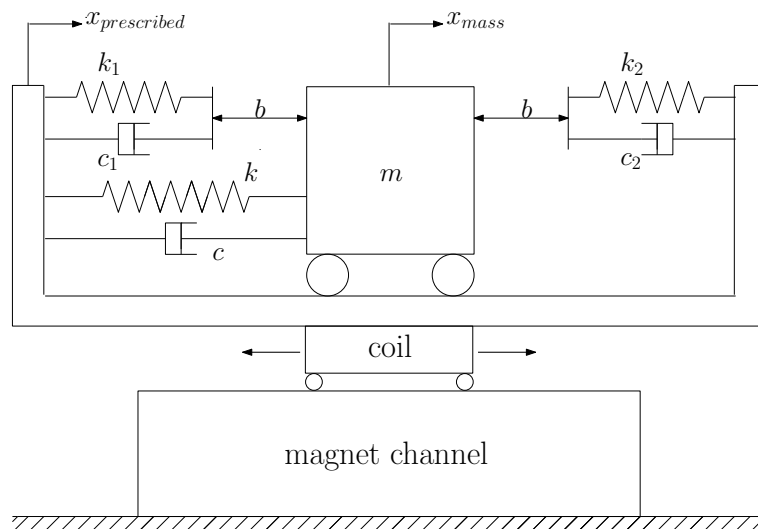 x_prescribed
x_mass
k_1
k_2
b
b
c_1
c_2
k
m
c
coil
magnet channel